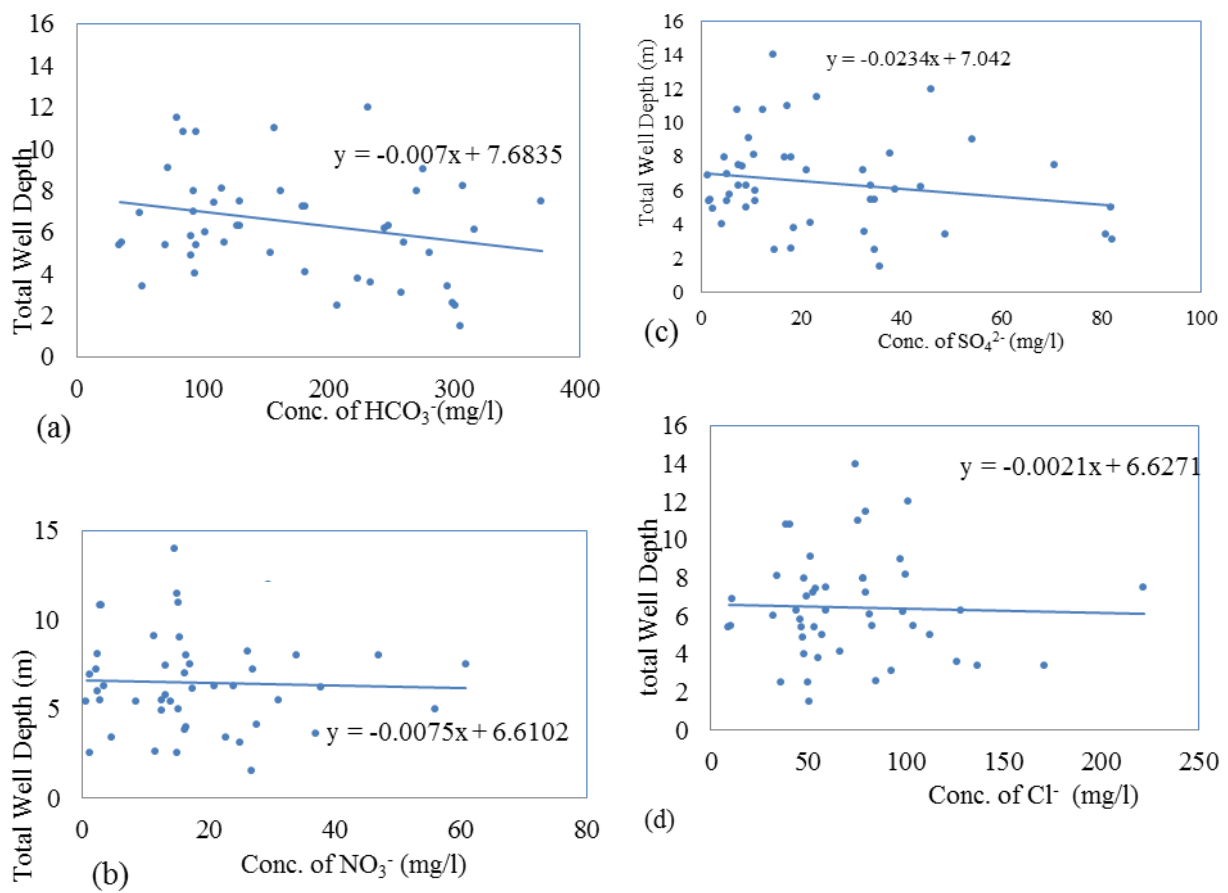 16
14
12
10
8
6
4
2
0
Total Well Depth
y = -0.007x + 7.6835
0 100 200 300 400
Conc. of HCO₃⁻(mg/l)
(a)
15
10
5
0
Total Well Depth (m)
y = -0.0075x + 6.6102
0 20 40 60 80
Conc. of NO₃⁻ (mg/l)
(b)
16
14
12
10
8
6
4
2
0
Total Well Depth (m)
y = -0.0234x + 7.042
0 20 40 60 80 100
Conc. of SO₄²⁻ (mg/l)
(c)
16
14
12
10
8
6
4
2
0
total Well Depth
y = -0.0021x + 6.6271
0 50 100 150 200 250
Conc. of Cl⁻ (mg/l)
(d)